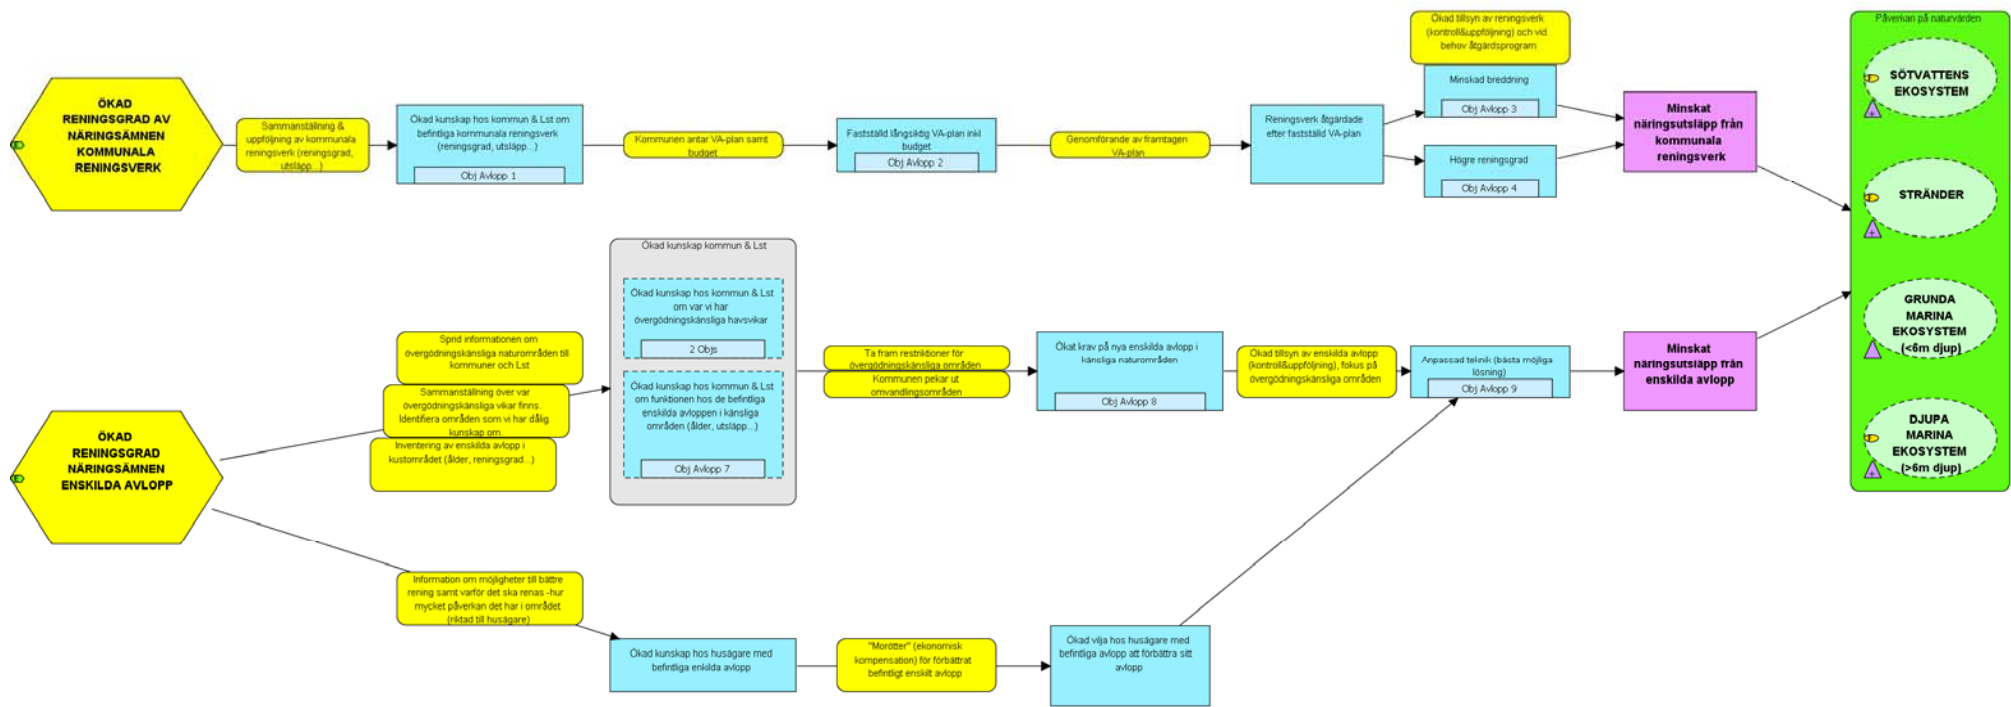 ÖKAD
RENINGSGRAD AV
NÄRINGSÄMNEN
KOMMUNALA
RENINGSVERK
Sammanställning &
uppföljning av kommunala
reningsverk (reningsgrad,
utsläpp...)
Ökad kunskap hos kommun & Lst om
befintliga kommunala reningsverk
(reningsgrad, utsläpp...)
Obj Avlopp 1
Kommunen antar VA-plan samt
budget
Fastställd långsiktig VA-plan inkl
budget
Obj Avlopp 2
Genomförande av framtagen
VA-plan
Reningsverk åtgärdade
efter fastställd VA-plan
Ökad tillsyn av reningsverk
(kontroll&uppföljning) och vid
behov åtgärdsprogram
Minskad breddning
Obj Avlopp 3
Högre reningsgrad
Obj Avlopp 4
Minskat
näringsutsläpp från
kommunala
reningsverk
Påverkan på naturvärden
SÖTVATTENS
EKOSYSTEM
STRÄNDER
GRUNDA
MARINA
EKOSYSTEM
(<6m djup)
DJUPA
MARINA
EKOSYSTEM
(>6m djup)
ÖKAD
RENINGSGRAD
NÄRINGSÄMNEN
ENSKILDA AVLOPP
Sprid informationen om
övergödningskänsliga naturområden till
kommuner och Lst
Sammanställning över var
övergödningskänsliga vikar finns.
Identifiera områden som vi har dålig
kunskap om
Inventering av enskilda avlopp i
kustområdet (ålder, reningsgrad...)
Ökad kunskap kommun & Lst
Ökad kunskap hos kommun & Lst
om var vi har
övergödningskänsliga havsvikar
2 Objs
Ökad kunskap hos kommun & Lst
om funktionen hos de befintliga
enskilda avloppen i känsliga
områden (ålder, utsläpp...)
Obj Avlopp 7
Ta fram restriktioner för
övergödningskänsliga områden
Kommunen pekar ut
omvandlingsområden
Ökat krav på nya enskilda avlopp i
känsliga naturområden
Obj Avlopp 8
Ökad tillsyn av enskilda avlopp
(kontroll&uppföljning), fokus på
övergödningskänsliga områden
Anpassad teknik (bästa möjliga
lösning)
Obj Avlopp 9
Minskat
näringsutsläpp från
enskilda avlopp
Information om möjligheter till bättre
rening samt varför det ska renas -hur
mycket påverkan det har i området
(riktad till husägare)
Ökad kunskap hos husägare med
befintliga enkilda avlopp
"Morötter" (ekonomisk
kompensation) för förbättrat
befintligt enskilt avlopp
Ökad vilja hos husägare med
befintliga avlopp att förbättra sitt
avlopp